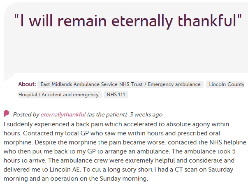 "I will remain eternally thankful"
About: East Midlands Ambulance Service NHS Trust / Emergency ambulance Lincoln County
Hospital / Accident and emergency NHS 111
Posted by eternallythankful (as the patient), 3 weeks ago
I suddenly experienced a back pain which accelerated to absolute agony within
hours. Contacted my local GP who saw me within hours and prescribed oral
morphine. Despite the morphine the pain became worse, contacted the NHS helpline
who then put me back to my GP to arrange an ambulance. The ambulance took 5
hours to arrive. The ambulance crew were extremely helpful and considerate and
delivered me to Lincoln AE. To cut a long story short I had a CT scan on Saturday
morning and an operation on the Sunday morning.